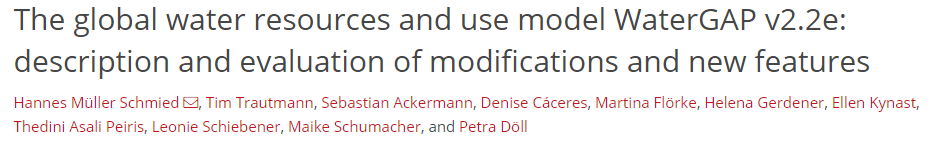 The global water resources and use model WaterGAP v2.2e:
description and evaluation of modifications and new features
Hannes Müller Schmied, Tim Trautmann, Sebastian Ackermann, Denise Cáceres, Martina Flörke, Helena Gerdener, Ellen Kynast,
Thedini Asali Peiris, Leonie Schiebener, Maike Schumacher, and Petra Döll